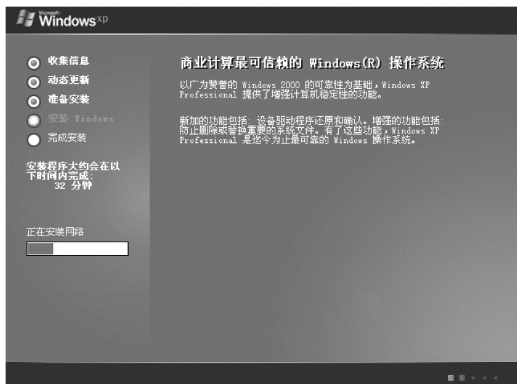 Microsoft
Windows xp
收集信息
动态更新
准备安装
安装 Windows
完成安装
安装程序大约会在以
下时间内完成:
32 分钟
正在安装网络
商业计算最可信赖的 Windows(R) 操作系统
以广为赞誉的 Windows 2000 的可靠性为基础，Windows XP
Professional 提供了增强计算机稳定性的功能。
新加的功能包括: 设备驱动程序还原和确认。增强的功能包括:
防止删除或替换重要的系统文件。有了这些功能，Windows XP
Professional 是迄今为止最可靠的 Windows 操作系统。